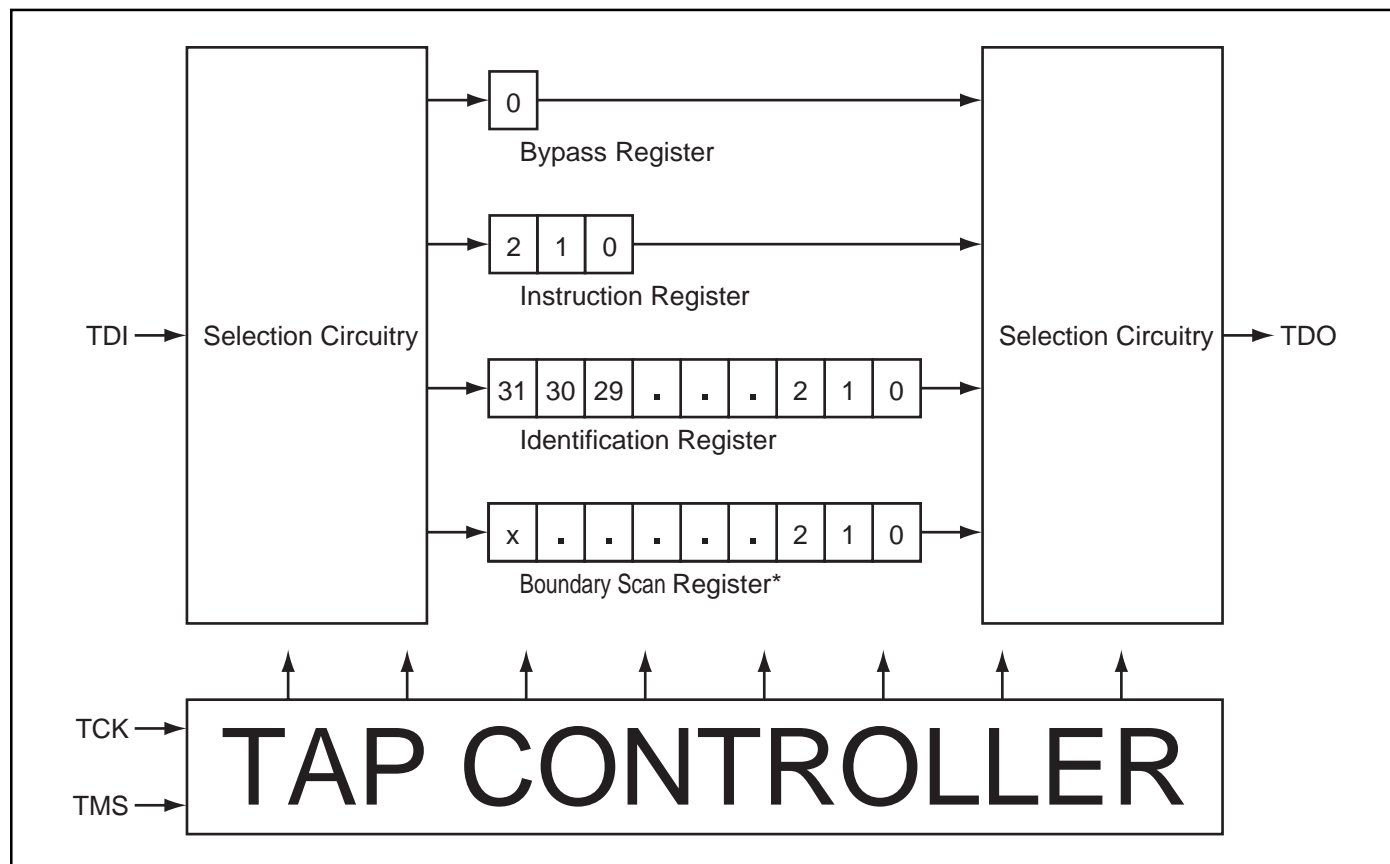 0
Bypass Register
2 1 0
Instruction Register
TDI
Selection Circuitry
Selection Circuitry
TDO
31 30 29 . . . 2 1 0
Identification Register
x . . . . . 2 1 0
Boundary Scan Register*
TCK
TAP CONTROLLER
TMS